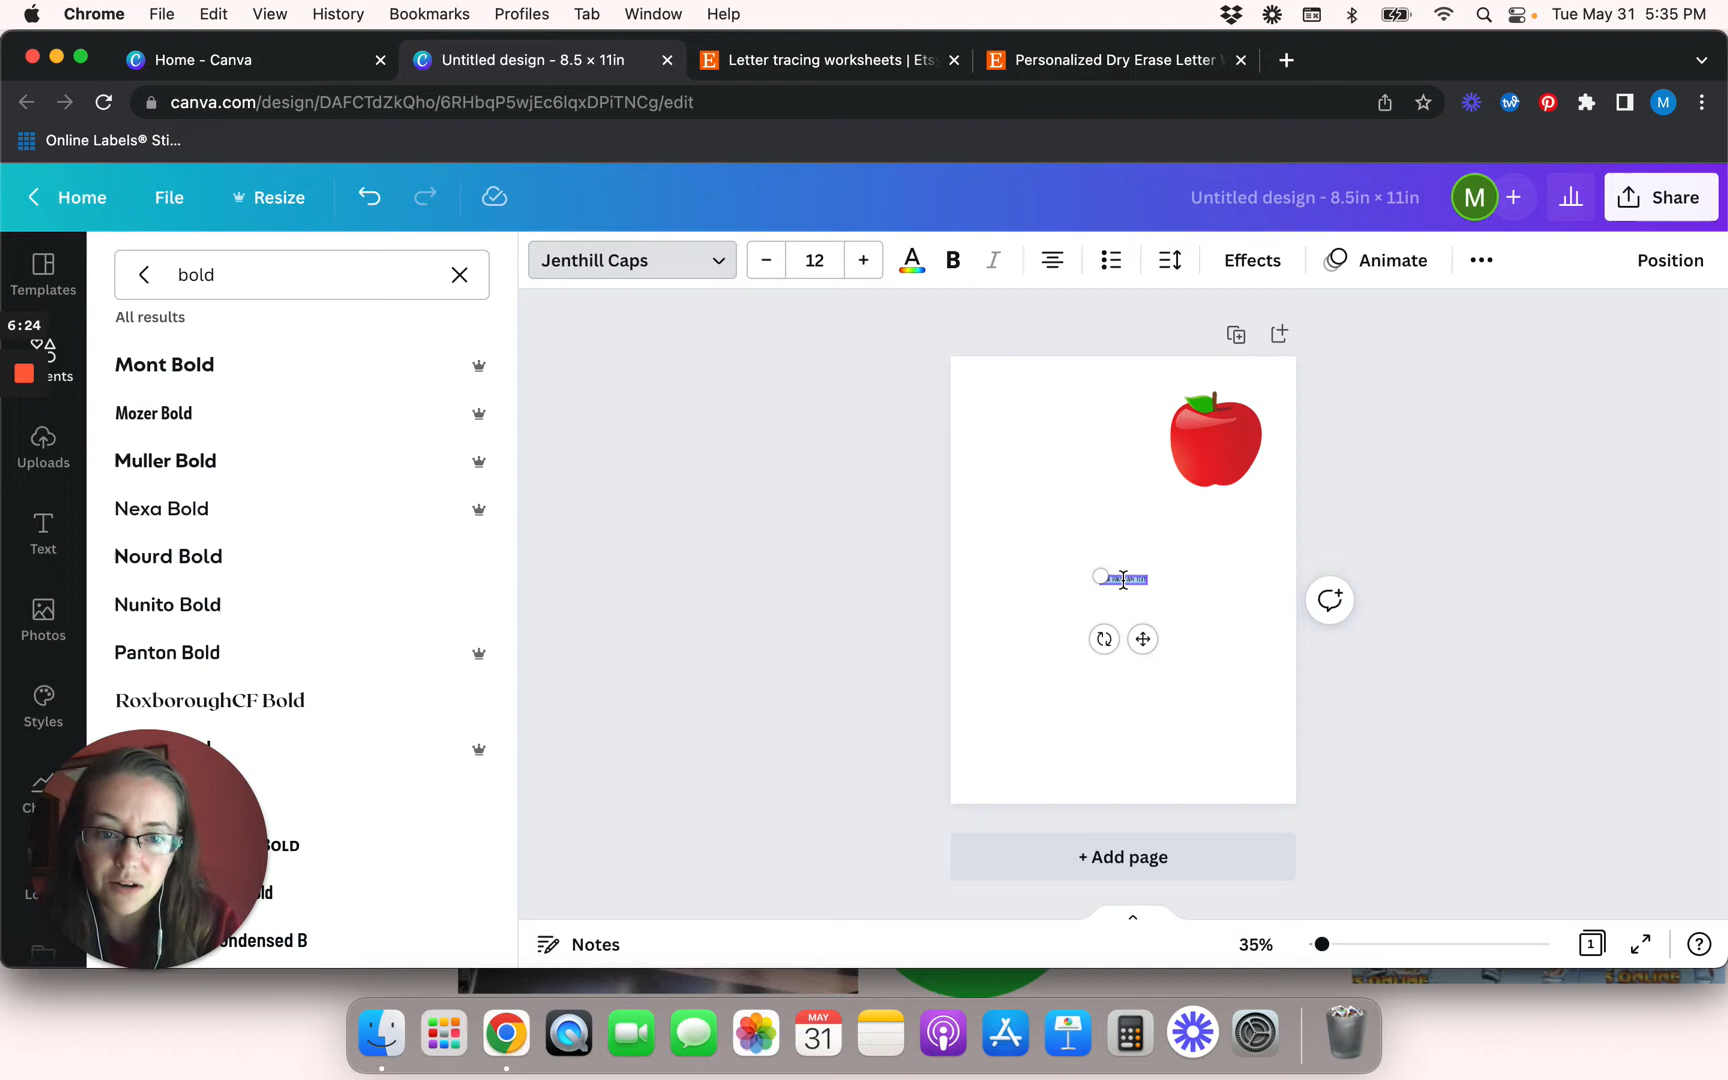 Chrome File Edit View History Bookmarks Profiles Tab Window Help Tue May 31 5:35 PM
Home - Canva Untitled design - 8.5 × 11in Letter tracing worksheets | Ets Personalized Dry Erase Letter
canva.com/design/DAFCTdZkQho/6RHbqP5wjEc6lqxDPiTNCg/edit M
Online Labels® Sti...
Home File Resize Untitled design - 8.5in × 11in M Share
Templates
6:24
ents
Uploads
Text
Photos
Styles
bold
All results
Mont Bold
Mozer Bold
Muller Bold
Nexa Bold
Nourd Bold
Nunito Bold
Panton Bold
RoxboroughCF Bold
BOLD
ld
ondensed B
Jenthill Caps 12 A B I Effects Animate Position
+ Add page
Notes 35% 1
MAY
31